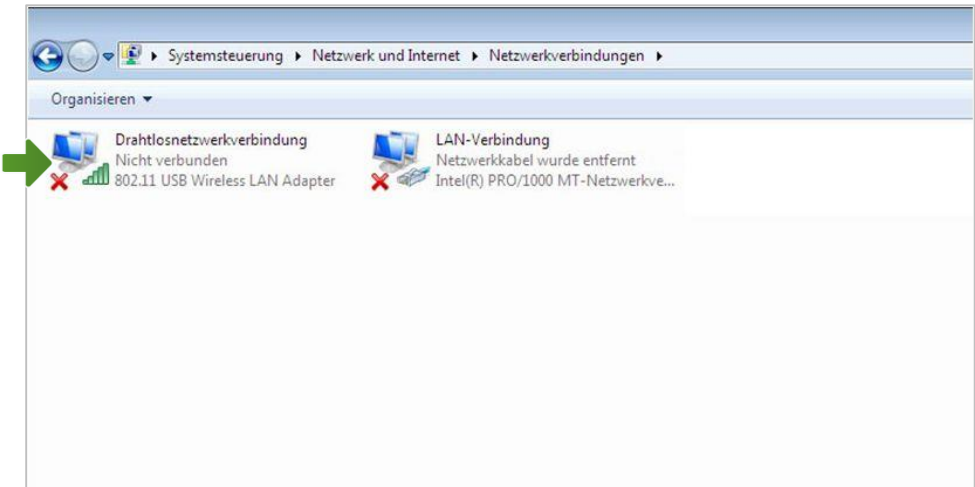 Systemsteuerung ▸ Netzwerk und Internet ▸ Netzwerkverbindungen ▸
Organisieren ▾
Drahtlosnetzwerkverbindung
Nicht verbunden
802.11 USB Wireless LAN Adapter
LAN-Verbindung
Netzwerkkabel wurde entfernt
Intel(R) PRO/1000 MT-Netzwerkve...